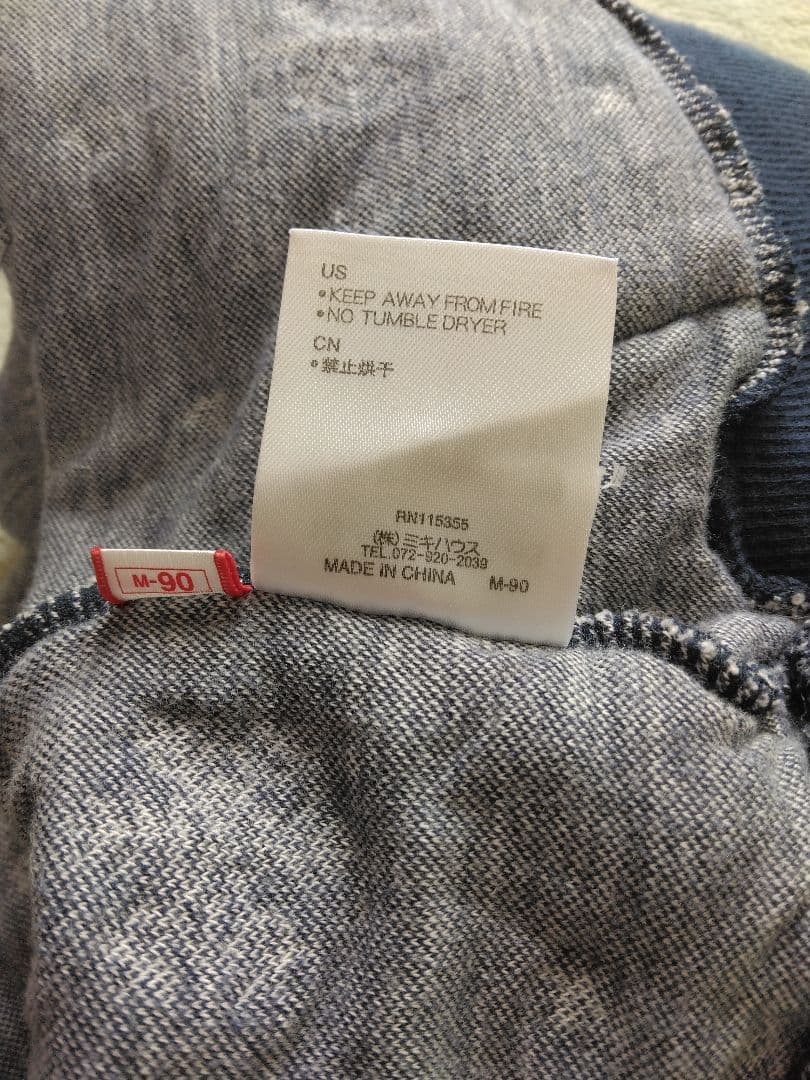 US
•KEEP AWAY FROM FIRE
•NO TUMBLE DRYER
CN
•禁止烘干
RN115355
(株)ミキハウス
TEL.072-920-2039
MADE IN CHINA M-90
M-90